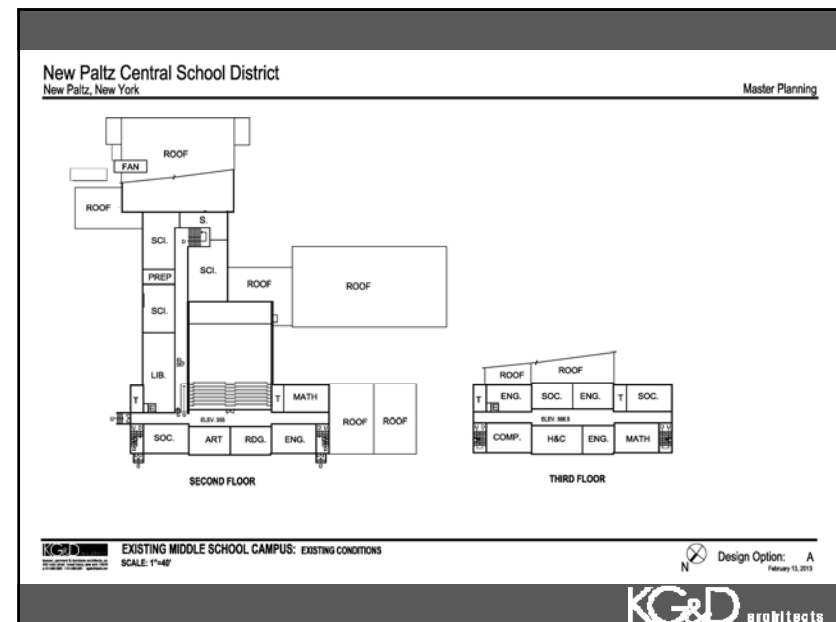 New Paltz Central School District
New Paltz, New York
Master Planning
ROOF
FAN
ROOF
S.
SCI.
D
SCI.
PREP
ROOF
ROOF
SCI.
LIB.
T
E
T
MATH
ROOF
ROOF
ELEV. 355
SOC.
ART
RDG.
ENG.
SECOND FLOOR
ROOF
ROOF
T
ENG.
SOC.
ENG.
T
SOC.
E
COMP.
H&C
ENG.
MATH
THIRD FLOOR
KG&D
EXISTING MIDDLE SCHOOL CAMPUS: EXISTING CONDITIONS
SCALE: 1"=40'
N
Design Option: A
February 13, 2013
KG&D architects